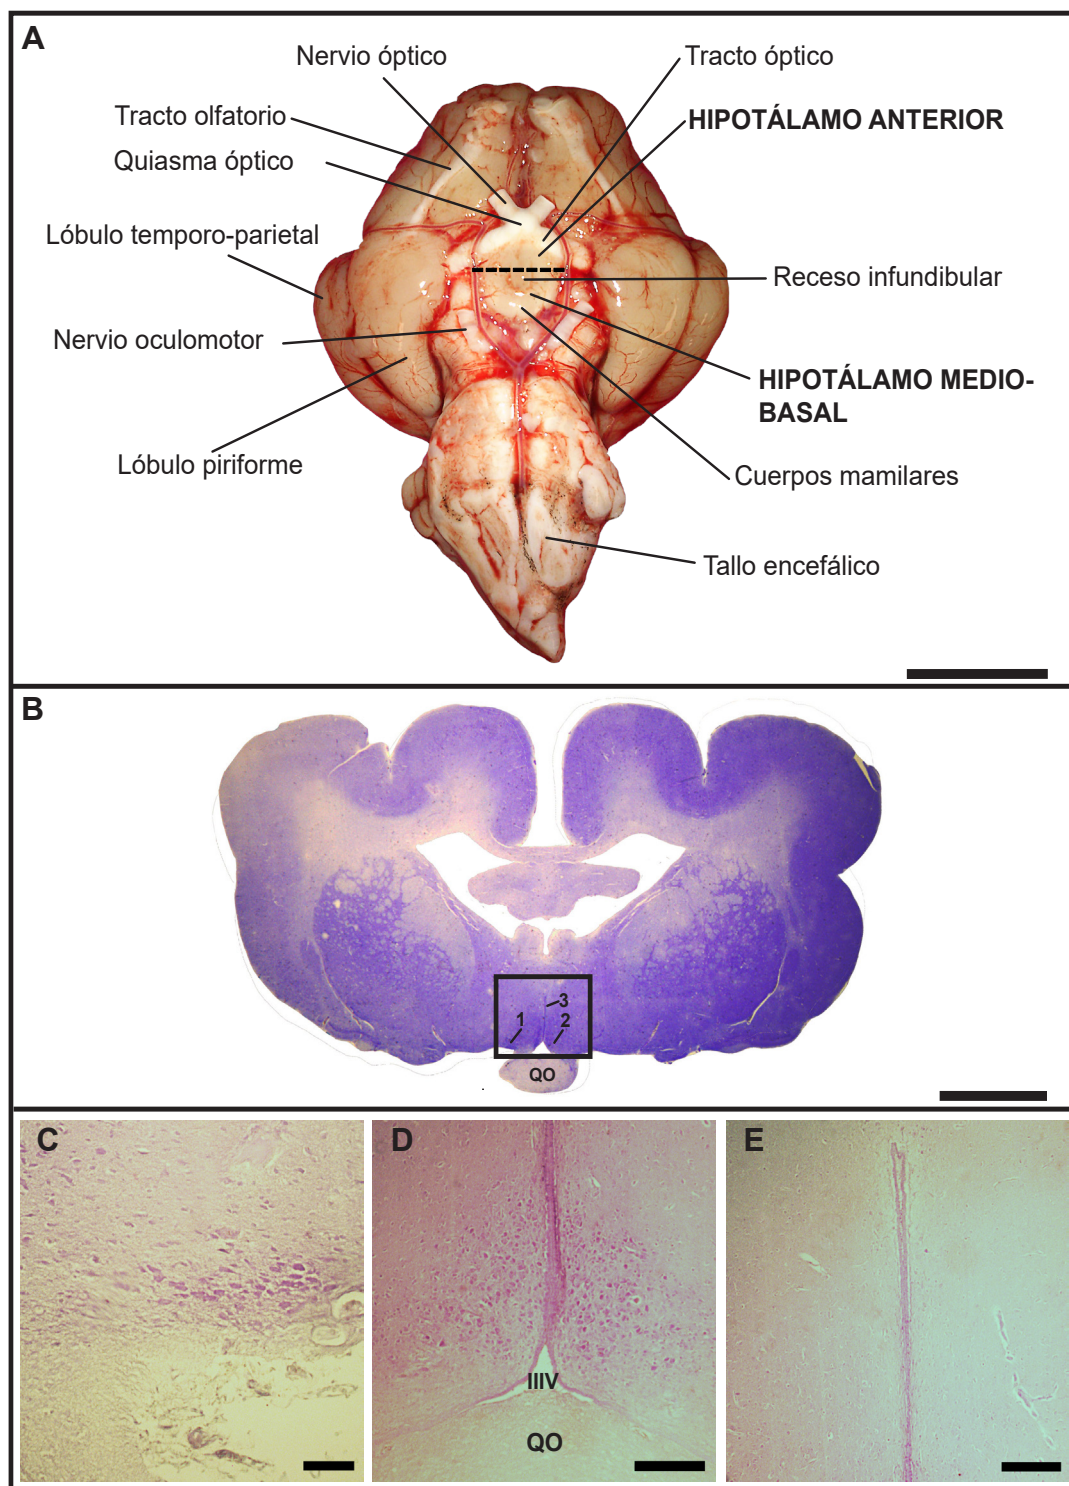 A
Nervio óptico
Tracto óptico
Tracto olfatorio
HIPOTÁLAMO ANTERIOR
Quiasma óptico
Lóbulo temporo-parietal
Receso infundibular
Nervio oculomotor
HIPOTÁLAMO MEDIO-
BASAL
Lóbulo piriforme
Cuerpos mamilares
Tallo encefálico
B
3
1
2
QO
C
D
E
IIIV
QO